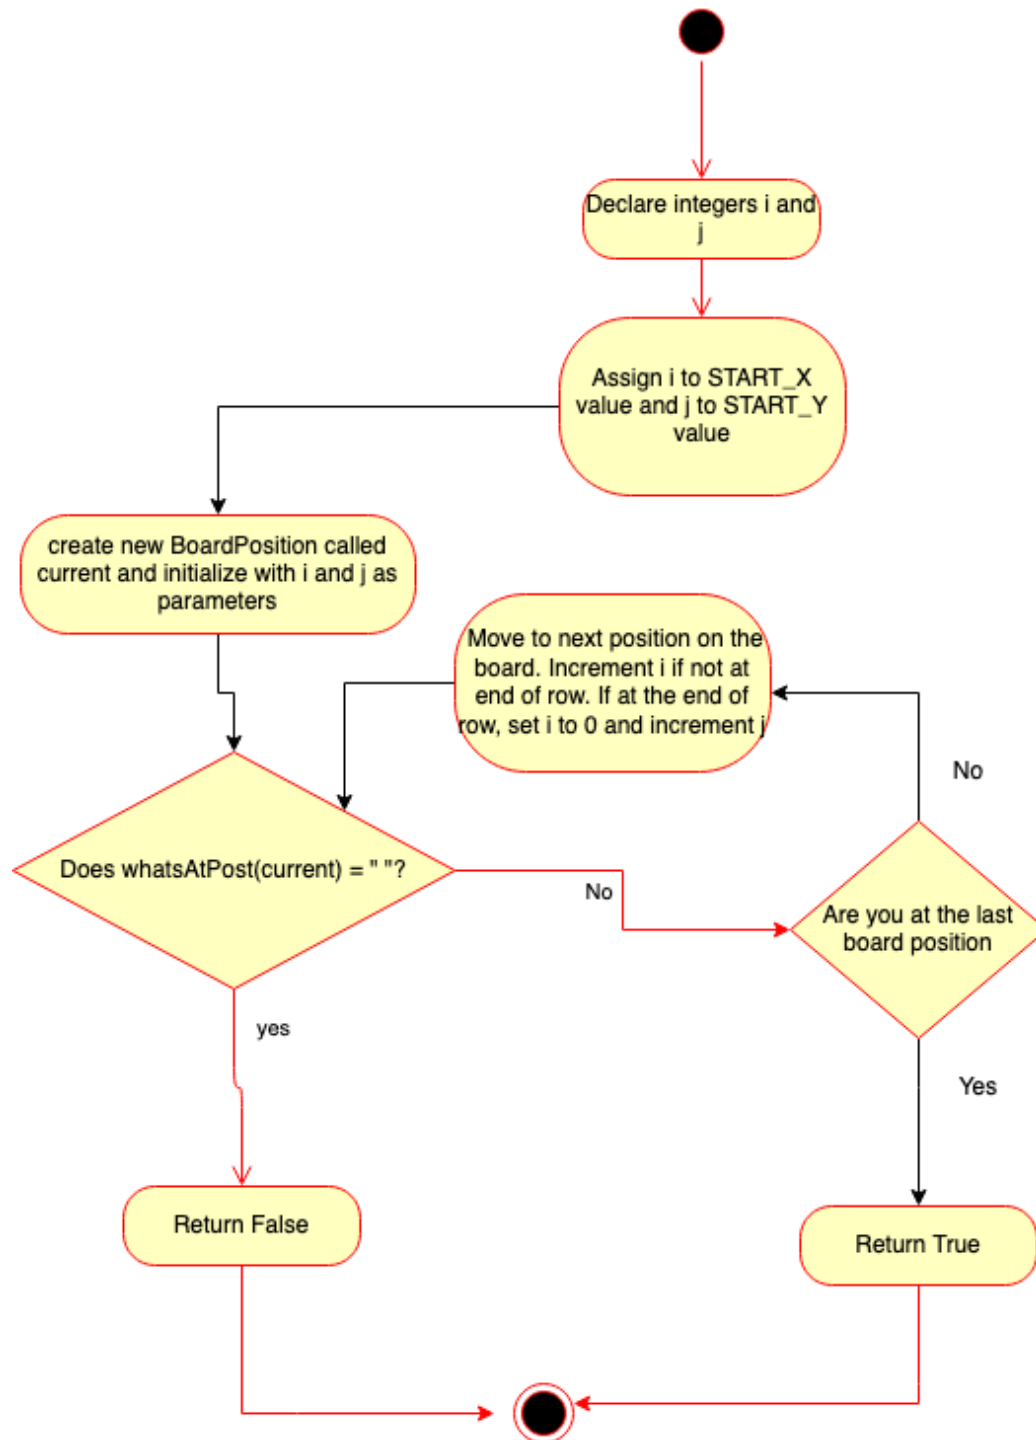 Declare integers i and
j
Assign i to START_X
value and j to START_Y
value
create new BoardPosition called
current and initialize with i and j as
parameters
Move to next position on the
board. Increment i if not at
end of row. If at the end of
row, set i to 0 and increment j
No
Does whatsAtPost(current) = " "?
No
Are you at the last
board position
yes
Yes
Return False
Return True